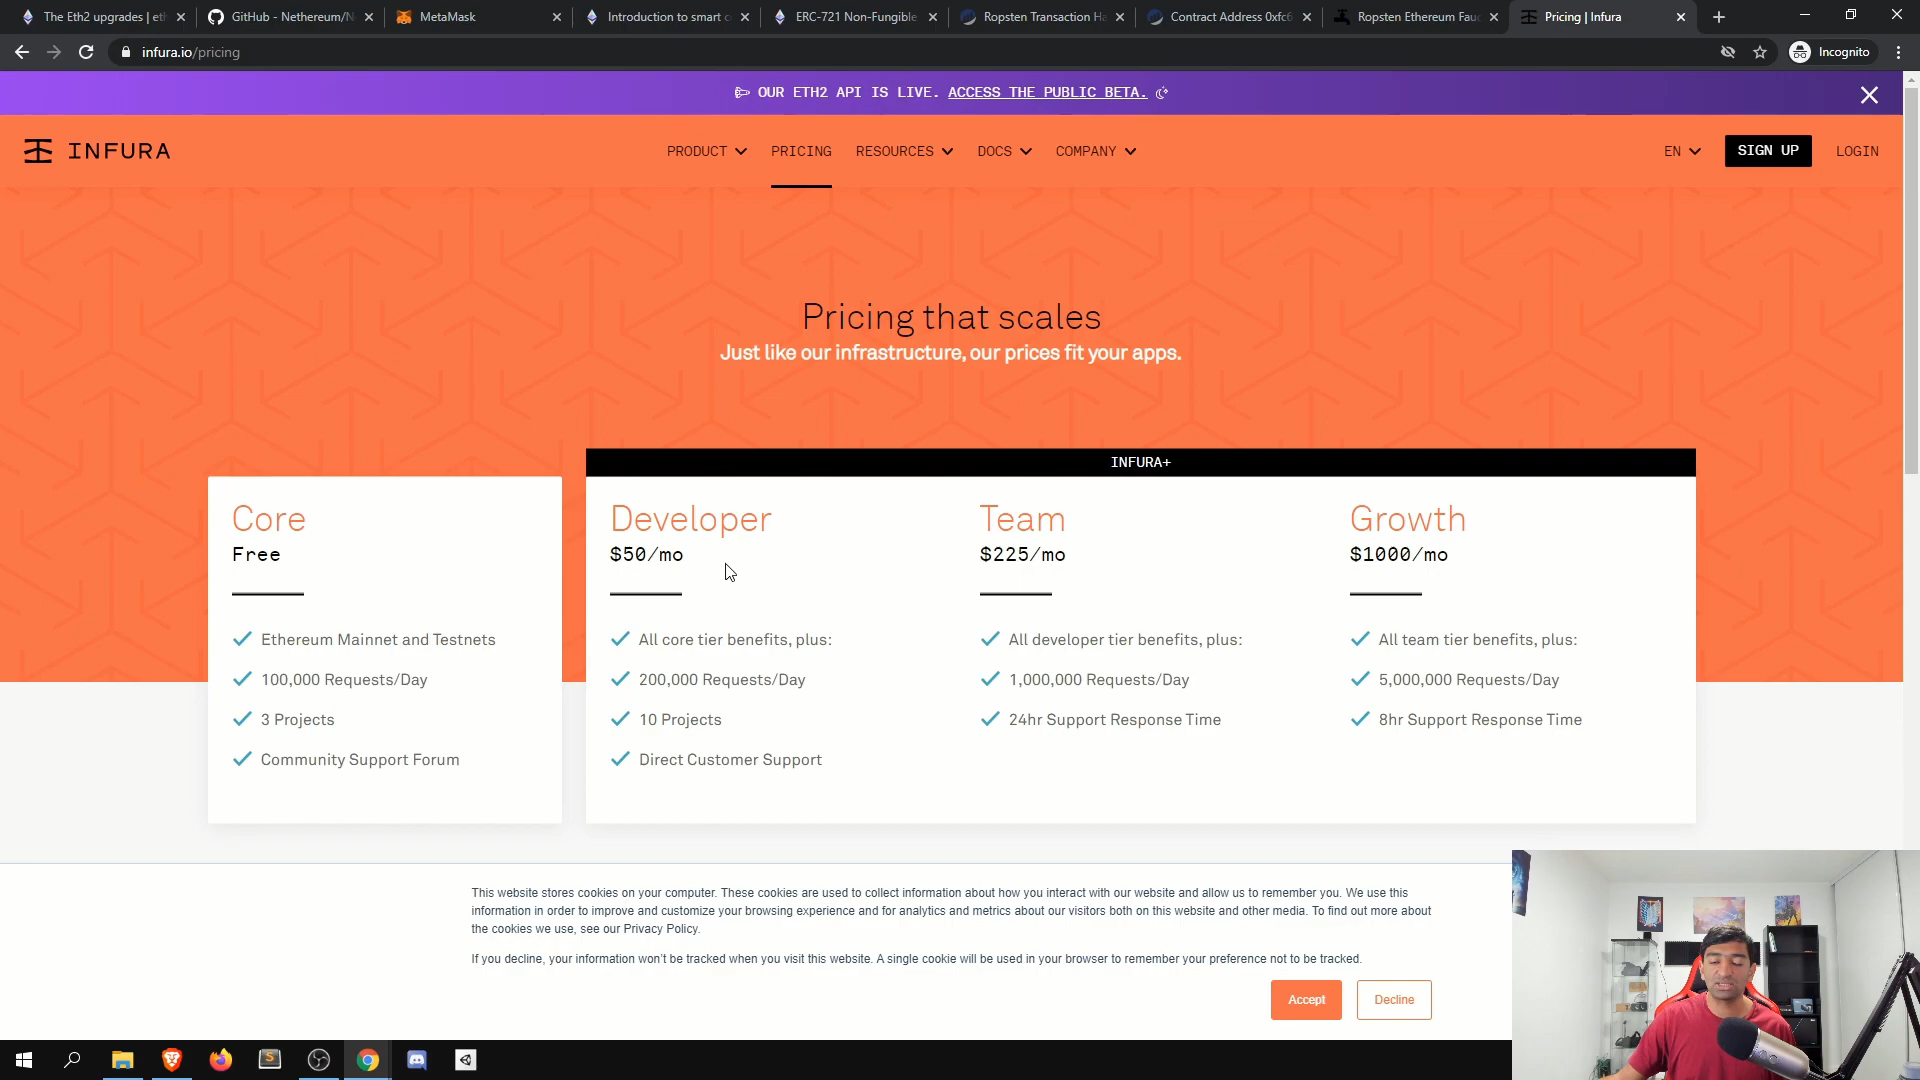 The Eth2 upgrades | eth
GitHub - Nethereum/N
MetaMask
Introduction to smart c
ERC-721 Non-Fungible
Ropsten Transaction Ha
Contract Address 0xfc6
Ropsten Ethereum Fauc
Pricing | Infura
infura.io/pricing
Incognito
OUR ETH2 API IS LIVE. ACCESS THE PUBLIC BETA.
INFURA
PRODUCT
PRICING
RESOURCES
DOCS
COMPANY
EN
SIGN UP
LOGIN
Pricing that scales
Just like our infrastructure, our prices fit your apps.
INFURA+
Core
Free
Ethereum Mainnet and Testnets
100,000 Requests/Day
3 Projects
Community Support Forum
Developer
$50/mo
All core tier benefits, plus:
200,000 Requests/Day
10 Projects
Direct Customer Support
Team
$225/mo
All developer tier benefits, plus:
1,000,000 Requests/Day
24hr Support Response Time
Growth
$1000/mo
All team tier benefits, plus:
5,000,000 Requests/Day
8hr Support Response Time
This website stores cookies on your computer. These cookies are used to collect information about how you interact with our website and allow us to remember you. We use this
information in order to improve and customize your browsing experience and for analytics and metrics about our visitors both on this website and other media. To find out more about
the cookies we use, see our Privacy Policy.
If you decline, your information won't be tracked when you visit this website. A single cookie will be used in your browser to remember your preference not to be tracked.
Accept
Decline